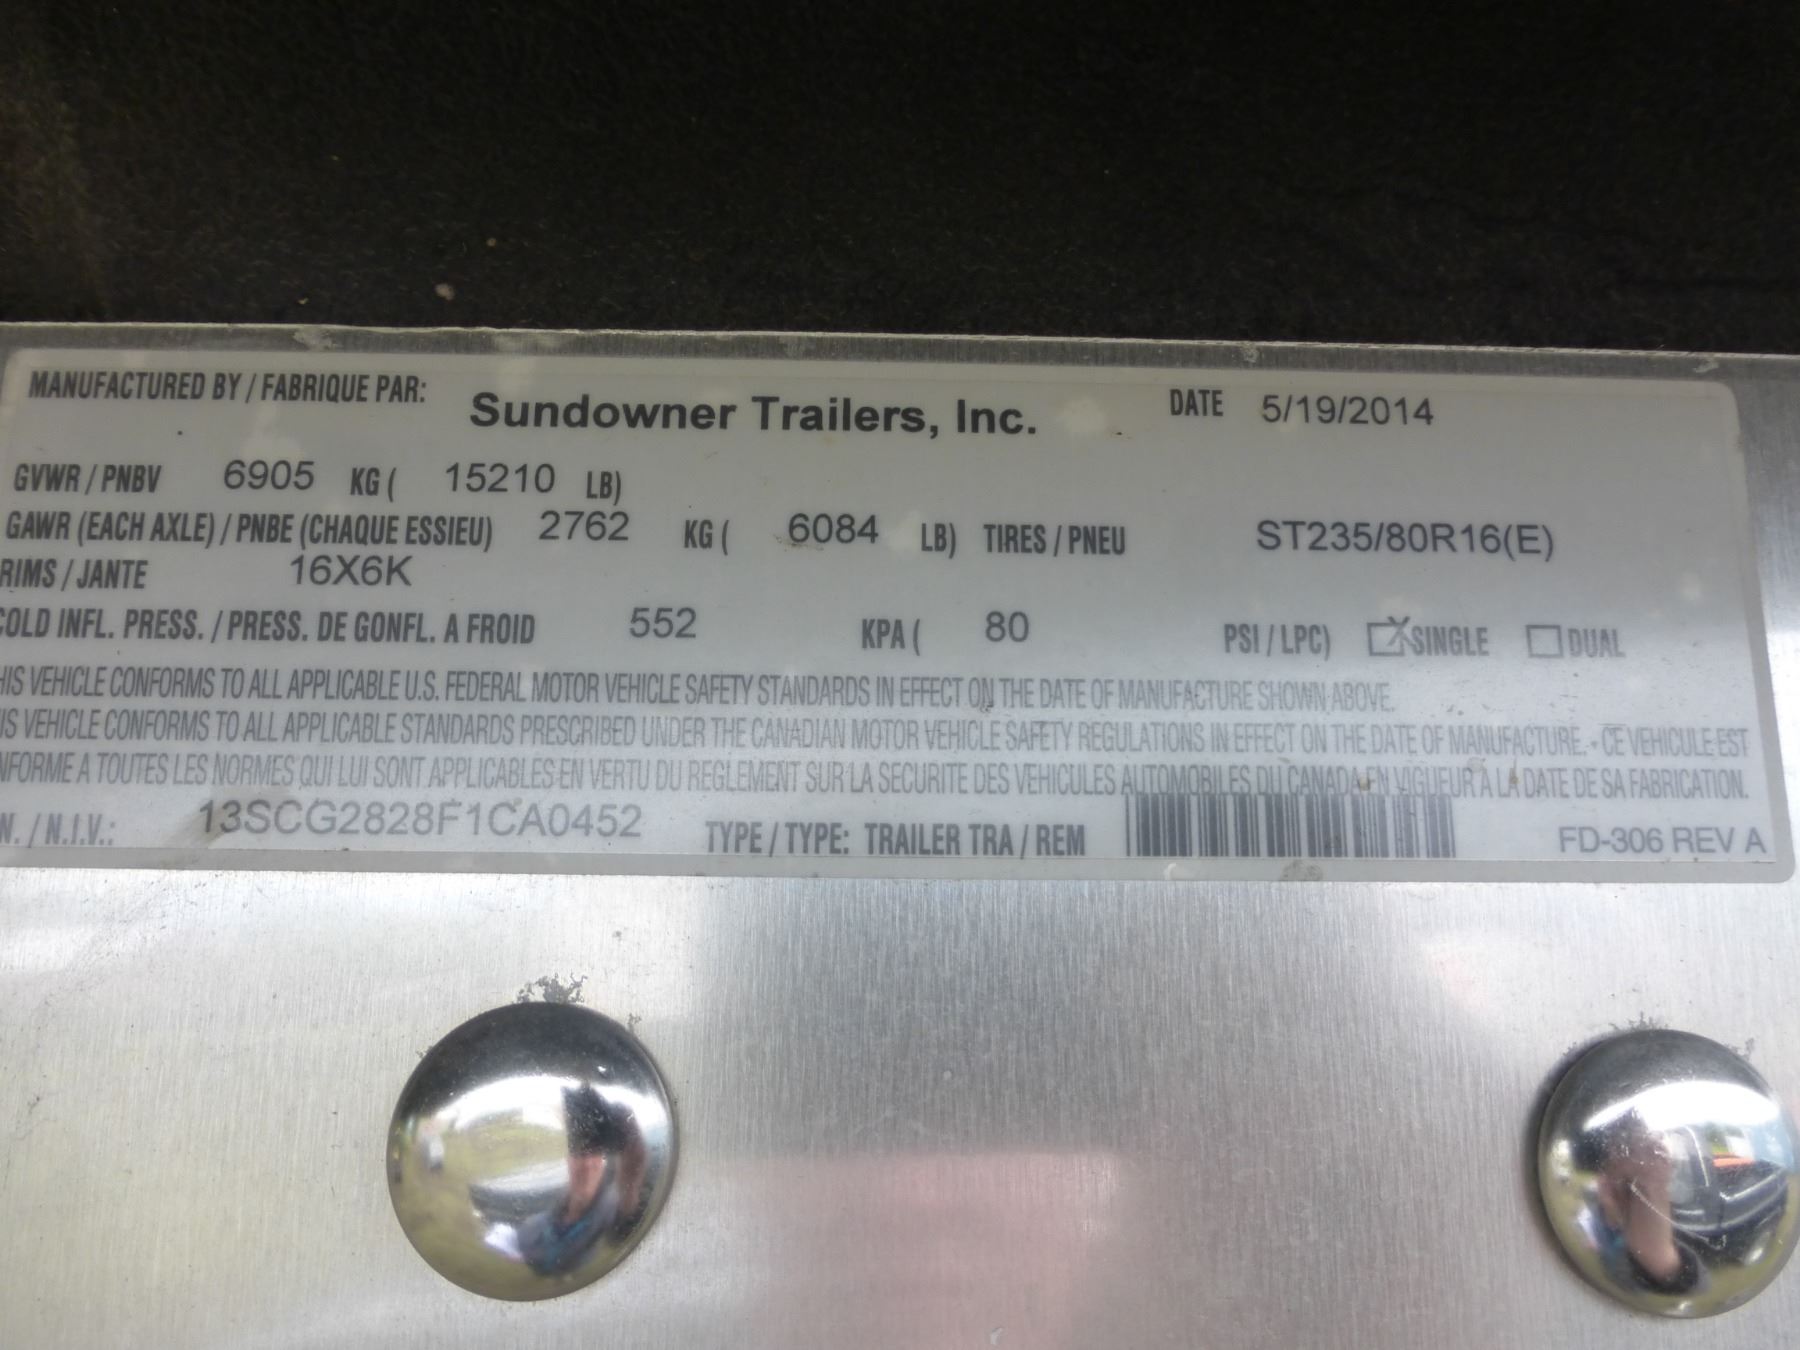 MANUFACTURED BY / FABRIQUE PAR: Sundowner Trailers, Inc. DATE 5/19/2014
GVWR / PNBV 6905 KG ( 15210 LB)
GAWR (EACH AXLE) / PNBE (CHAQUE ESSIEU) 2762 KG ( 6084 LB) TIRES / PNEU ST235/80R16(E)
RIMS / JANTE 16X6K
COLD INFL. PRESS. / PRESS. DE GONFL. A FROID 552 KPA ( 80 PSI / LPC) SINGLE DUAL
HIS VEHICLE CONFORMS TO ALL APPLICABLE U.S. FEDERAL MOTOR VEHICLE SAFETY STANDARDS IN EFFECT ON THE DATE OF MANUFACTURE SHOWN ABOVE.
IS VEHICLE CONFORMS TO ALL APPLICABLE STANDARDS PRESCRIBED UNDER THE CANADIAN MOTOR VEHICLE SAFETY REGULATIONS IN EFFECT ON THE DATE OF MANUFACTURE. - CE VEHICULE EST
NFORME A TOUTES LES NORMES QUI LUI SONT APPLICABLES EN VERTU DU REGLEMENT SUR LA SECURITE DES VEHICULES AUTOMOBILES DU CANADA EN VIGUEUR A LA DATE DE SA FABRICATION.
N. / N.I.V.: 13SCG2828F1CA0452 TYPE / TYPE: TRAILER TRA / REM FD-306 REV A